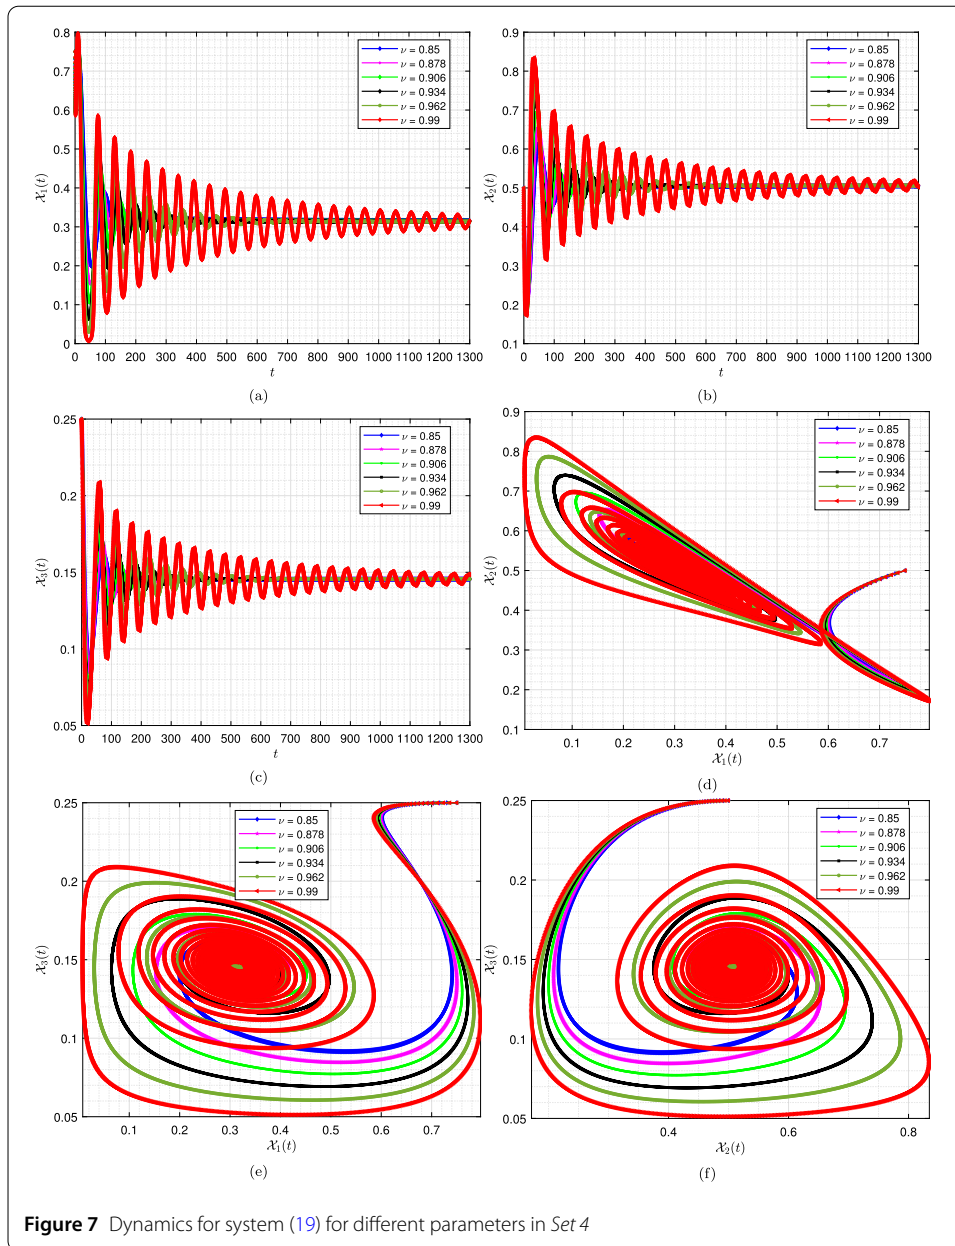 0.8
0.7
0.6
0.5
0.4
0.3
0.2
0.1
0
𝒳₁(t)
ν = 0.85
ν = 0.878
ν = 0.906
ν = 0.934
ν = 0.962
ν = 0.99
0 100 200 300 400 500 600 700 800 900 1000 1100 1200 1300
t
(a)
0.9
0.8
0.7
0.6
0.5
0.4
0.3
0.2
0.1
𝒳₂(t)
ν = 0.85
ν = 0.878
ν = 0.906
ν = 0.934
ν = 0.962
ν = 0.99
0 100 200 300 400 500 600 700 800 900 1000 1100 1200 1300
t
(b)
0.25
0.2
0.15
0.1
0.05
𝒳₃(t)
ν = 0.85
ν = 0.878
ν = 0.906
ν = 0.934
ν = 0.962
ν = 0.99
0 100 200 300 400 500 600 700 800 900 1000 1100 1200 1300
t
(c)
0.9
0.8
0.7
0.6
0.5
0.4
0.3
0.2
0.1
𝒳₂(t)
ν = 0.85
ν = 0.878
ν = 0.906
ν = 0.934
ν = 0.962
ν = 0.99
0.1 0.2 0.3 0.4 0.5 0.6 0.7
𝒳₁(t)
(d)
0.25
0.2
0.15
0.1
0.05
𝒳₃(t)
ν = 0.85
ν = 0.878
ν = 0.906
ν = 0.934
ν = 0.962
ν = 0.99
0.1 0.2 0.3 0.4 0.5 0.6 0.7
𝒳₁(t)
(e)
0.25
0.2
0.15
0.1
0.05
𝒳₃(t)
ν = 0.85
ν = 0.878
ν = 0.906
ν = 0.934
ν = 0.962
ν = 0.99
0.4 0.6 0.8
𝒳₂(t)
(f)
Figure 7 Dynamics for system (19) for different parameters in Set 4